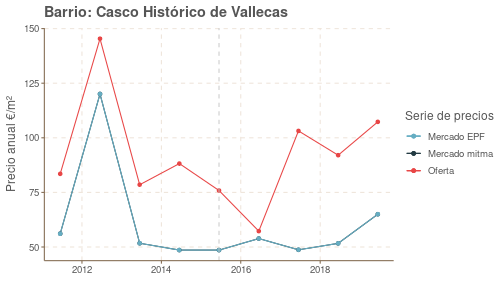 Barrio: Casco Histórico de Vallecas
Precio anual €/m²
150
125
100
75
50
2012
2014
2016
2018
Serie de precios
Mercado EPF
Mercado mitma
Oferta